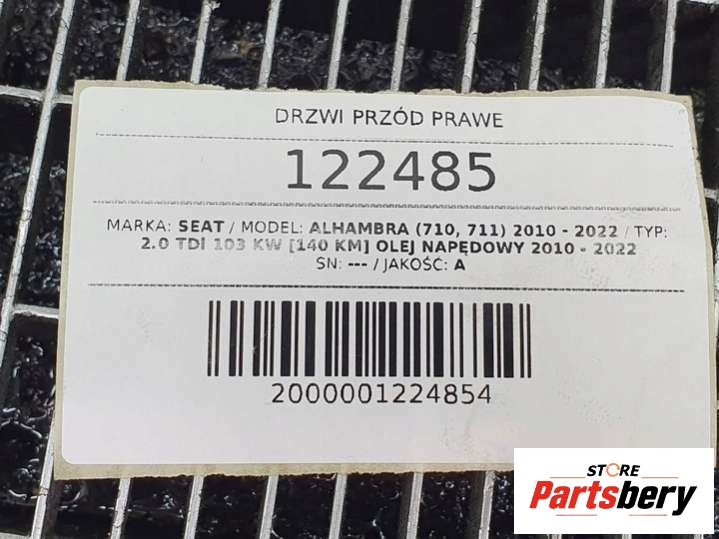 DRZWI PRZÓD PRAWE
122485
MARKA: SEAT / MODEL: ALHAMBRA (710, 711) 2010 - 2022 / TYP:
2.0 TDI 103 KW [140 KM] OLEJ NAPĘDOWY 2010 - 2022
SN: --- / JAKOŚĆ: A
2000001224854
STORE
Partsbery